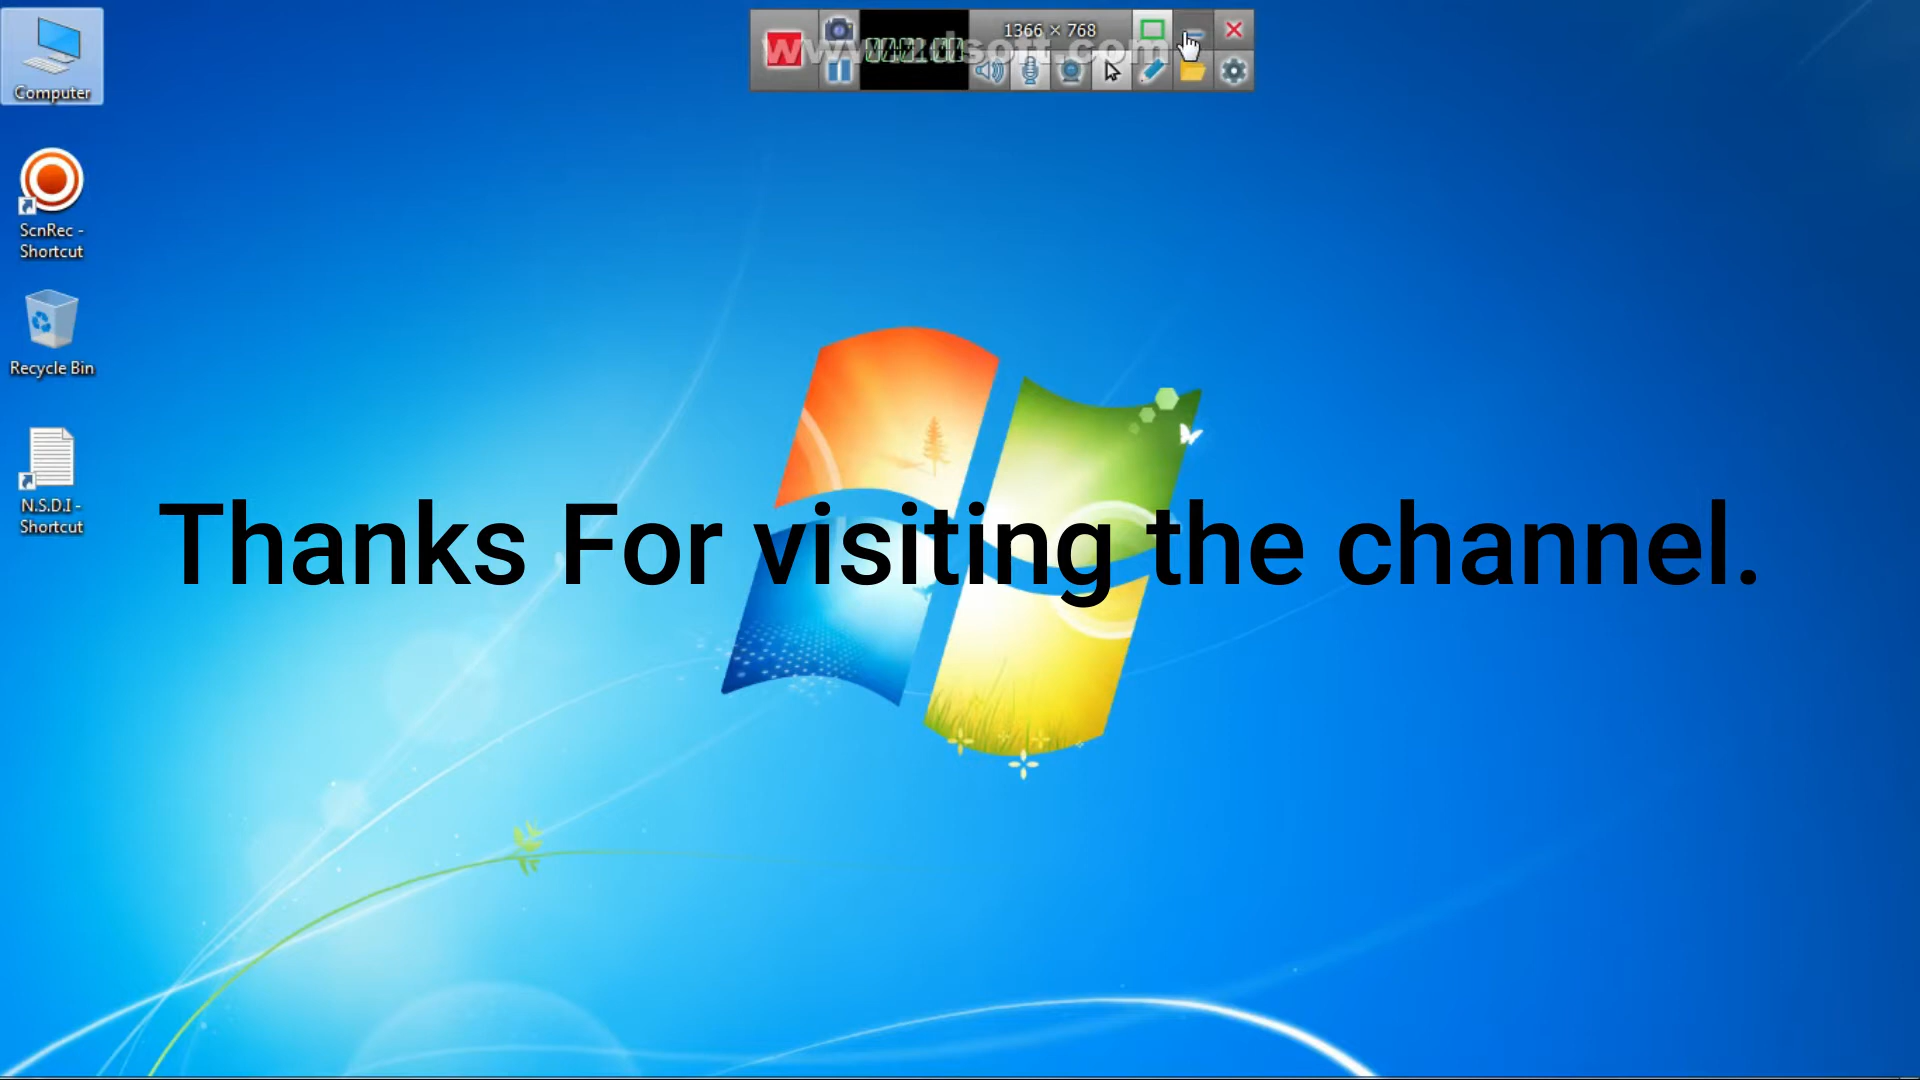 1366 × 768
Computer
ScnRec -
Shortcut
Recycle Bin
N.S.D.I -
Shortcut
Thanks For visiting the channel.